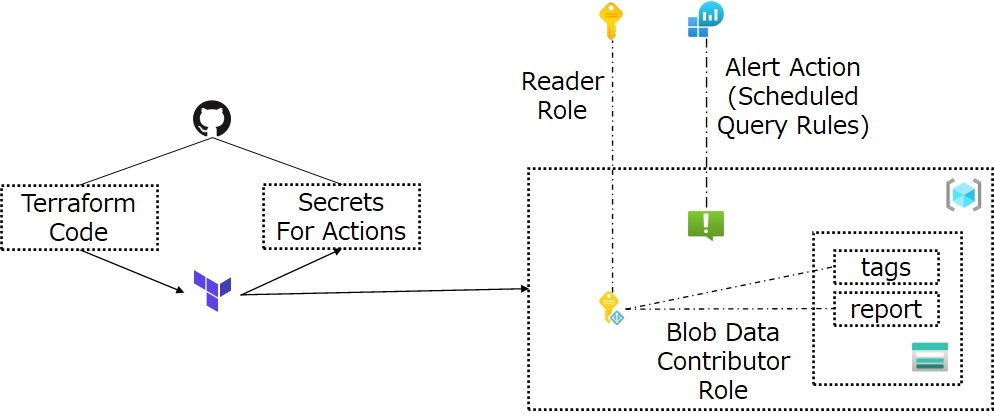 Reader
Role
Alert Action
(Scheduled
Query Rules)
Terraform
Code
Secrets
For Actions
tags
report
Blob Data
Contributor
Role